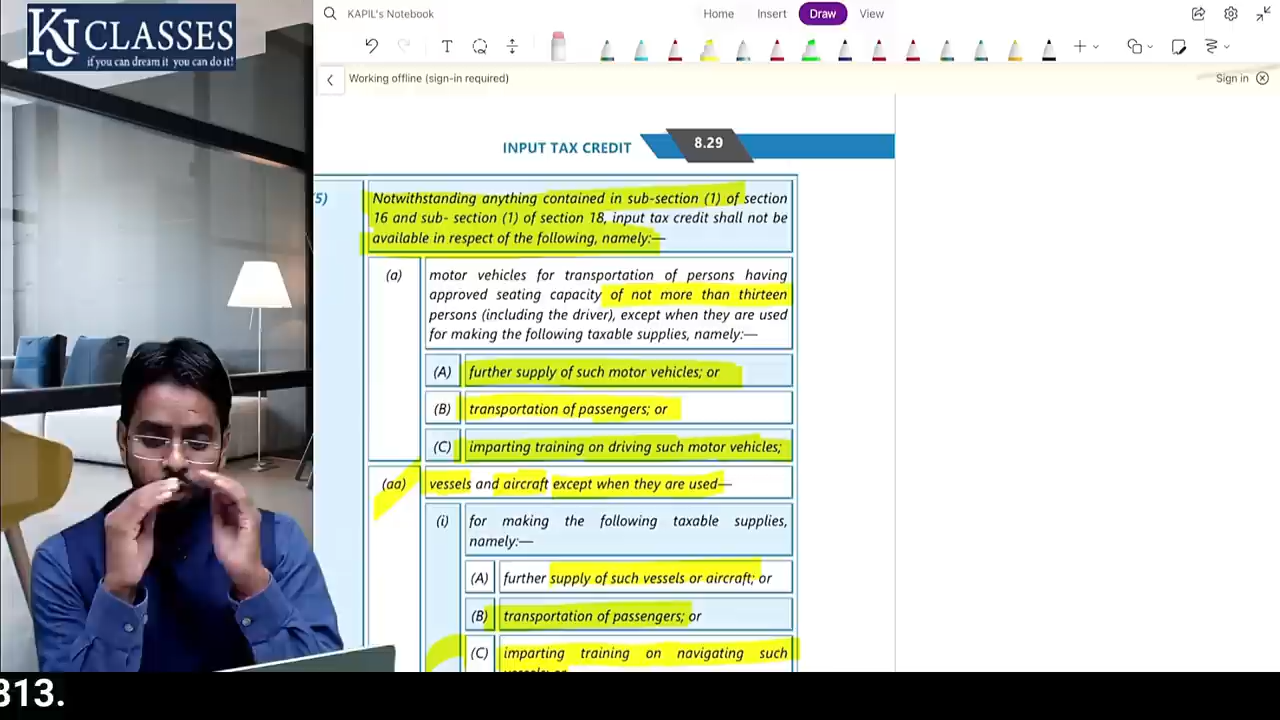 KJ CLASSES
if you can dream it you can do it!
KAPIL's Notebook
Home Insert Draw View
Working offline (sign-in required)
Sign in
INPUT TAX CREDIT 8.29
(5) Notwithstanding anything contained in sub-section (1) of section
16 and sub- section (1) of section 18, input tax credit shall not be
available in respect of the following, namely:—
(a) motor vehicles for transportation of persons having
approved seating capacity of not more than thirteen
persons (including the driver), except when they are used
for making the following taxable supplies, namely:—
(A) further supply of such motor vehicles; or
(B) transportation of passengers; or
(C) imparting training on driving such motor vehicles;
(aa) vessels and aircraft except when they are used—
(i) for making the following taxable supplies,
namely:—
(A) further supply of such vessels or aircraft; or
(B) transportation of passengers; or
(C) imparting training on navigating such
313.